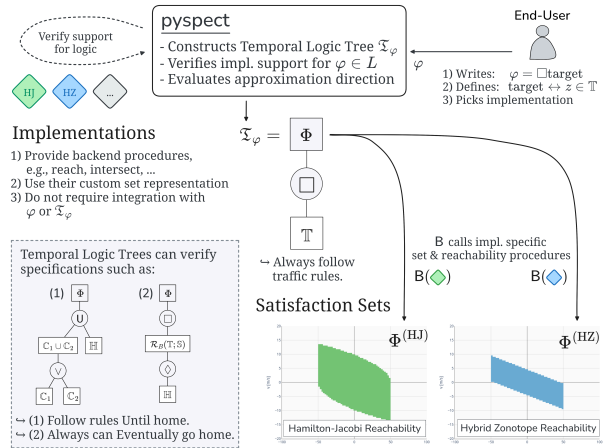 pyspect
- Constructs Temporal Logic Tree 𝔗_φ
- Verifies impl. support for φ ∈ L
- Evaluates approximation direction
Verify support
for logic
HJ
HZ
...
End-User
φ
1) Writes: φ = □target
2) Defines: target ↔ z ∈ 𝕋
3) Picks implementation
Implementations
1) Provide backend procedures,
e.g., reach, intersect, ...
2) Use their custom set representation
3) Do not require integration with
φ or 𝔗_φ
𝔗_φ =
Φ
□
𝕋
↪ Always follow
traffic rules.
B calls impl. specific
set & reachability procedures
B( )
B( )
Temporal Logic Trees can verify
specifications such as:
(1)
Φ
U
ℂ₁ ∪ ℂ₂
ℍ
∨
ℂ₁
ℂ₂
(2)
Φ
□
𝓡_B(𝕋; 𝕊)
◊
ℍ
↪ (1) Follow rules Until home.
↪ (2) Always can Eventually go home.
Satisfaction Sets
Φ^(HJ)
Hamilton-Jacobi Reachability
Φ^(HZ)
Hybrid Zonotope Reachability